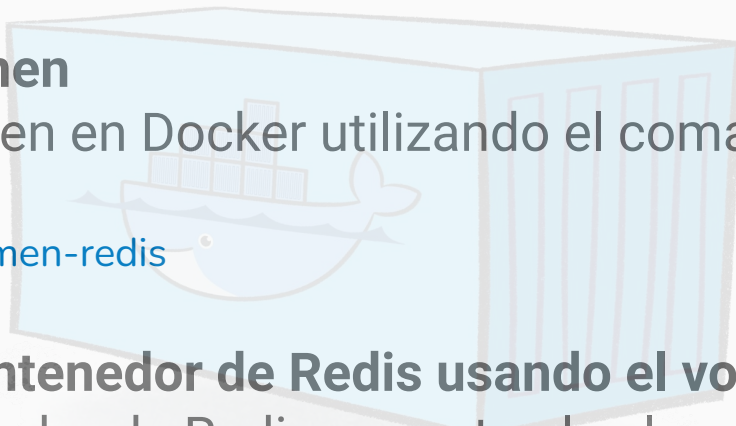 men
en en Docker utilizando el coma
men-redis
ntenedor de Redis usando el vo